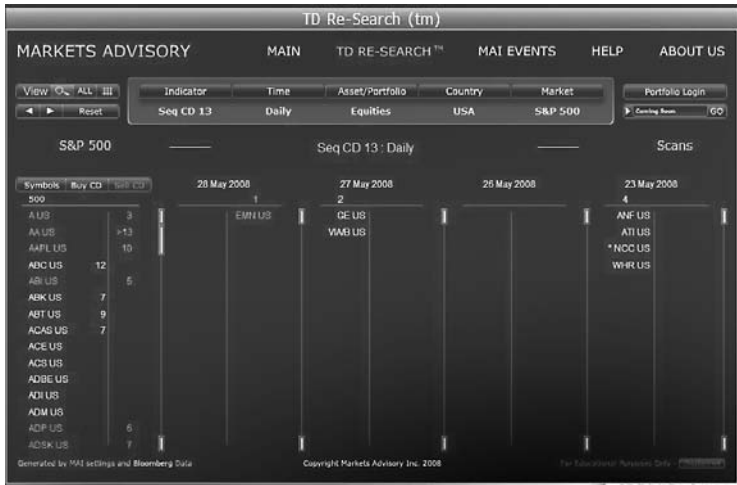 TD Re-Search (tm)
MARKETS ADVISORY MAIN TD RE-SEARCH™ MAI EVENTS HELP ABOUT US
View ALL Indicator Time Asset/Portfolio Country Market Portfolio Login
Reset Seq CD 13 Daily Equities USA S&P 500 Coming Soon GO
S&P 500 Seq CD 13 : Daily Scans
Symbols Buy CD Sell CD 28 May 2008 27 May 2008 26 May 2008 23 May 2008
500 1 2 4
A US 3 EMN US GE US ANF US
AA US >13 ATI US
AAPL US 10 *NCC US
ABC US 12 WHR US
ABI US 5
ABK US 7
ABT US 9
ACAS US 7
ACE US
ACS US
ADBE US
ADI US
ADM US
ADP US 6
ADSK US 7
Generated by MAI settings and Bloomberg Data Copyright Markets Advisory Inc. 2008 For Educational Purposes Only -